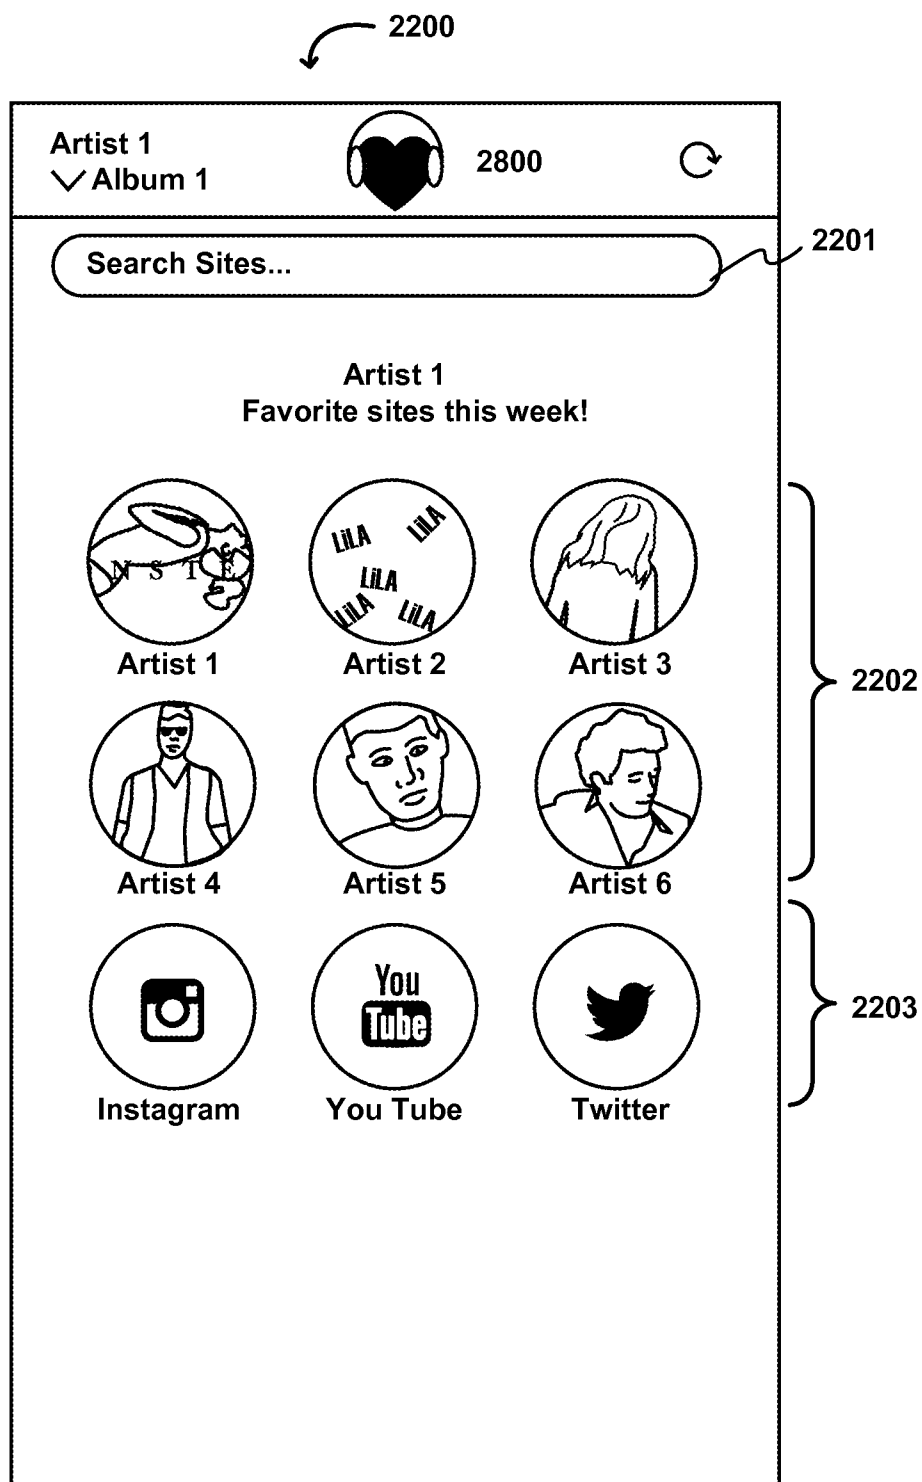 2200
Artist 1
Album 1
2800
2201
Search Sites...
Artist 1
Favorite sites this week!
N S T E
LiLA
LiLA
LiLA
LiLA
LiLA
Artist 1
Artist 2
Artist 3
2202
Artist 4
Artist 5
Artist 6
You
Tube
2203
Instagram
You Tube
Twitter